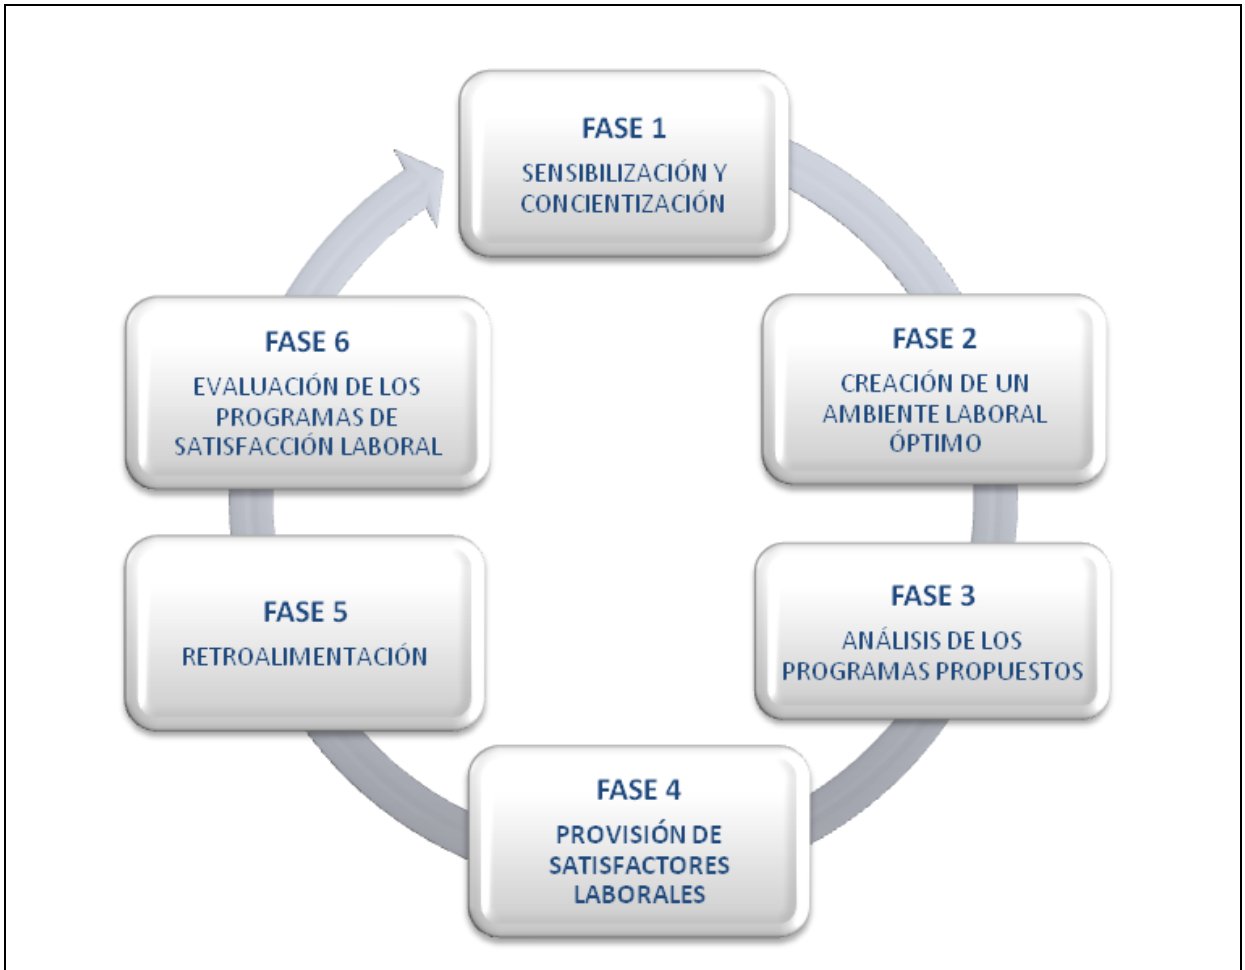 FASE 1
SENSIBILIZACIÓN Y
CONCIENTIZACIÓN
FASE 2
CREACIÓN DE UN
AMBIENTE LABORAL
ÓPTIMO
FASE 3
ANÁLISIS DE LOS
PROGRAMAS PROPUESTOS
FASE 4
PROVISIÓN DE
SATISFACTORES
LABORALES
FASE 5
RETROALIMENTACIÓN
FASE 6
EVALUACIÓN DE LOS
PROGRAMAS DE
SATISFACCIÓN LABORAL